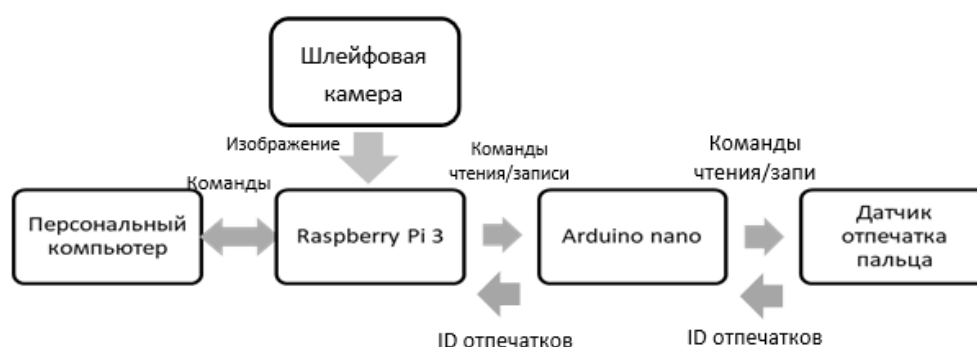 Шлейфовая
камера
Изображение
Команды
чтения/записи
Команды
чтения/запи
Команды
Персональный
компьютер
Raspberry Pi 3
Arduino nano
Датчик
отпечатка
пальца
ID отпечатков
ID отпечатков